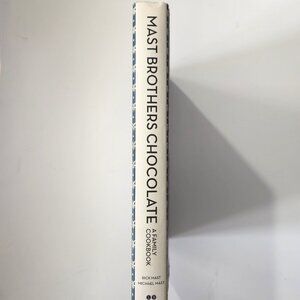 MAST BROTHERS CHOCOLATE
A FAMILY
COOKBOOK
RICK MAST
MICHAEL MAST